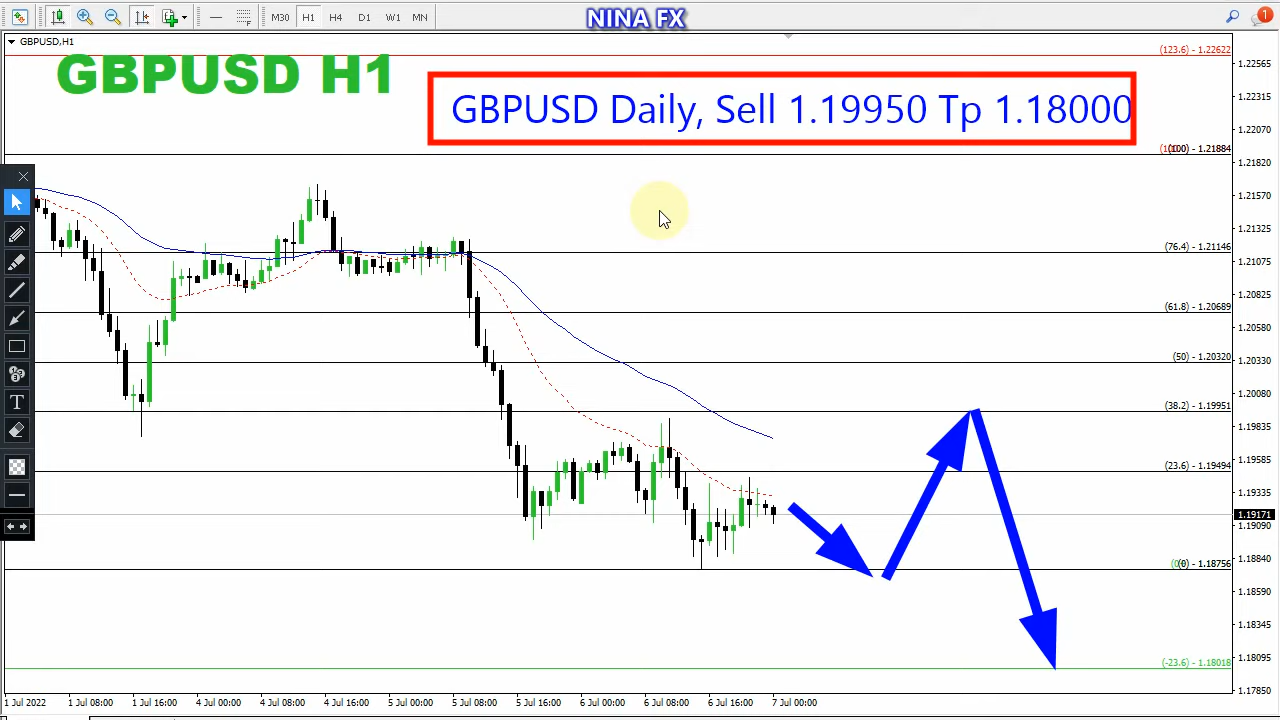 M30 H1 H4 D1 W1 MN
NINA FX
1
GBPUSD,H1
GBPUSD H1
GBPUSD Daily, Sell 1.19950 Tp 1.18000
(123.6) - 1.22622
1.22565
1.22315
1.22070
(100) - 1.21884
1.21820
1.21570
1.21325
(76.4) - 1.21146
1.21075
1.20825
(61.8) - 1.20689
1.20580
(50) - 1.20320
1.20330
1.20080
(38.2) - 1.19951
1.19835
1.19585
(23.6) - 1.19494
1.19335
1.19171
1.19090
(0) - 1.18756
1.18840
1.18590
1.18345
1.18095
(-23.6) - 1.18018
1.17850
T
1 Jul 2022 1 Jul 08:00 1 Jul 16:00 4 Jul 00:00 4 Jul 08:00 4 Jul 16:00 5 Jul 00:00 5 Jul 08:00 5 Jul 16:00 6 Jul 00:00 6 Jul 08:00 6 Jul 16:00 7 Jul 00:00